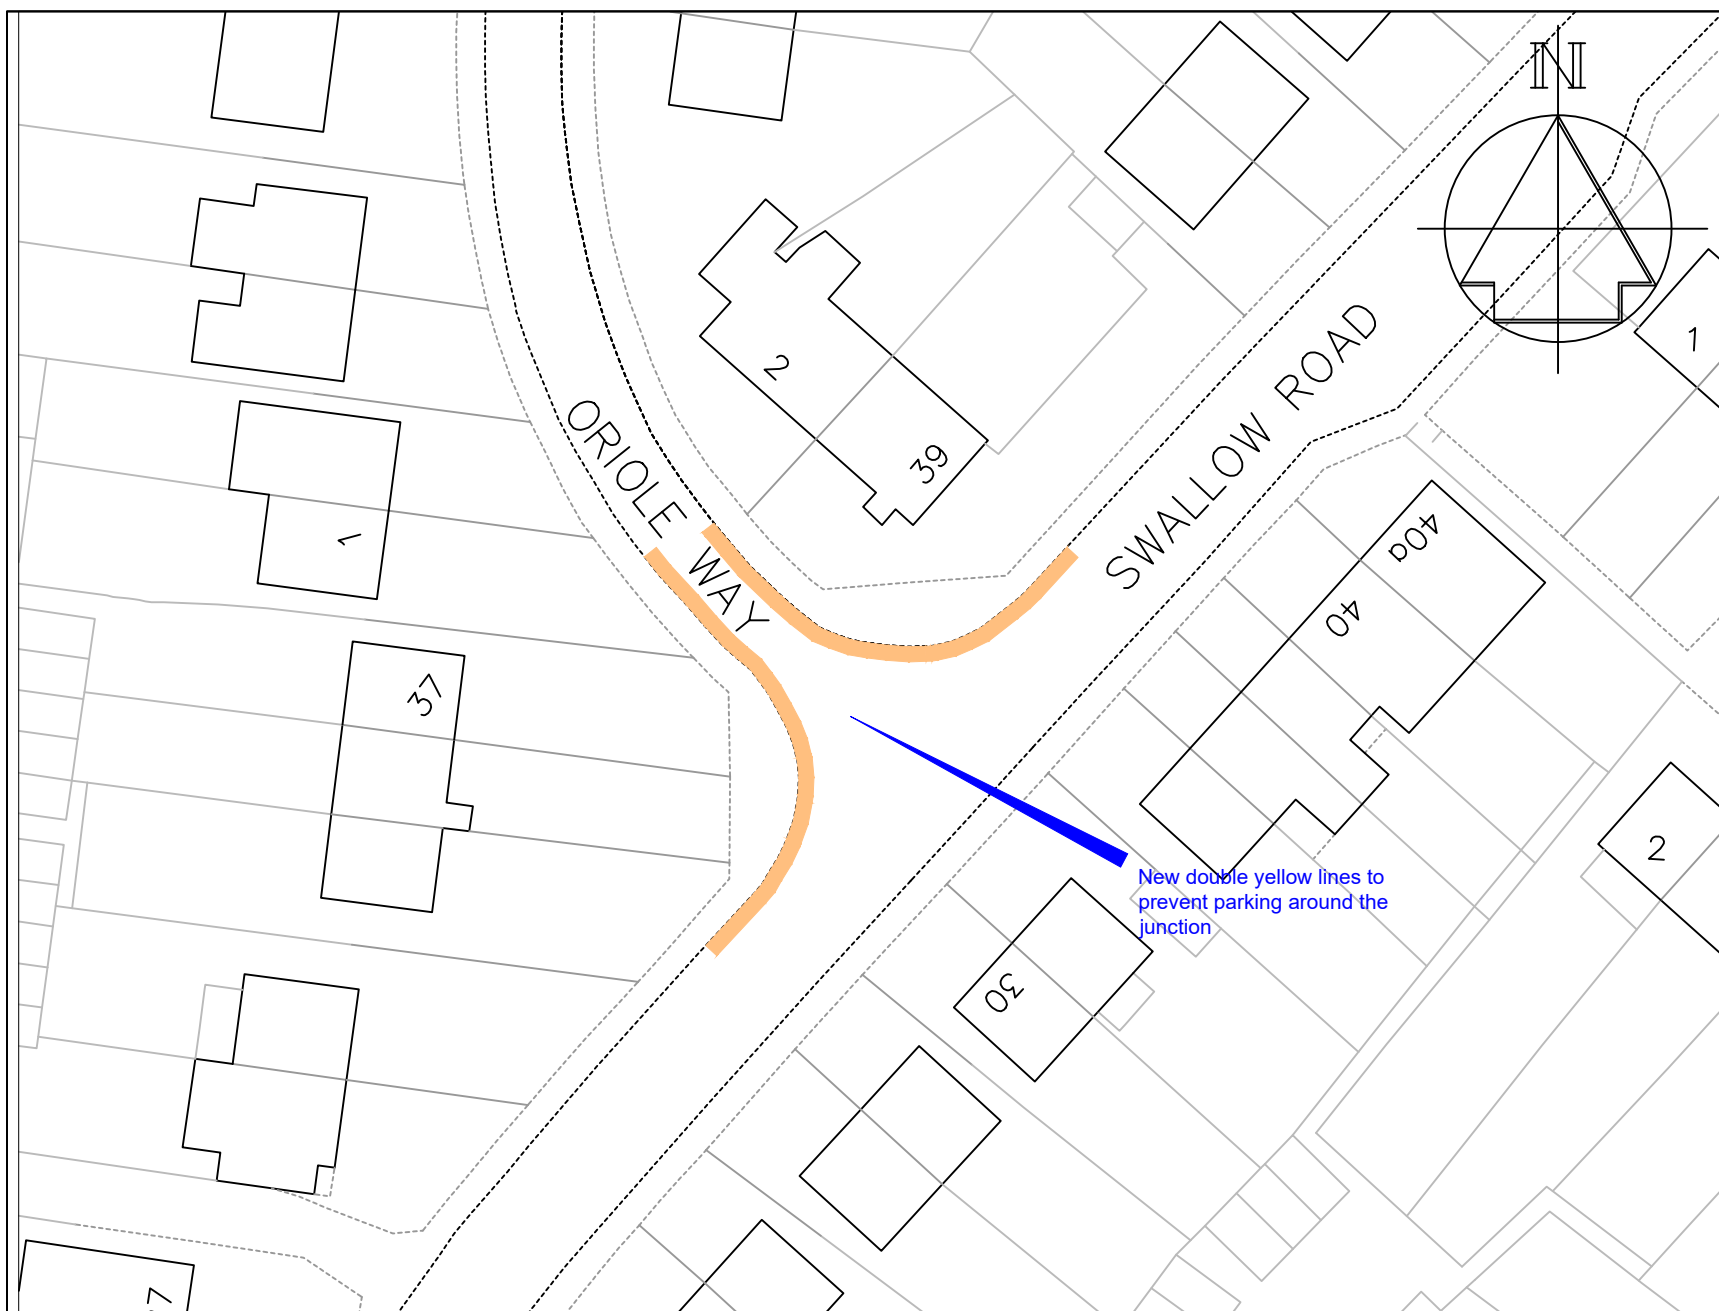 N
1
2
ORIOLE WAY
39
SWALLOW ROAD
40a
40
1
37
2
New double yellow lines to
prevent parking around the
junction
30